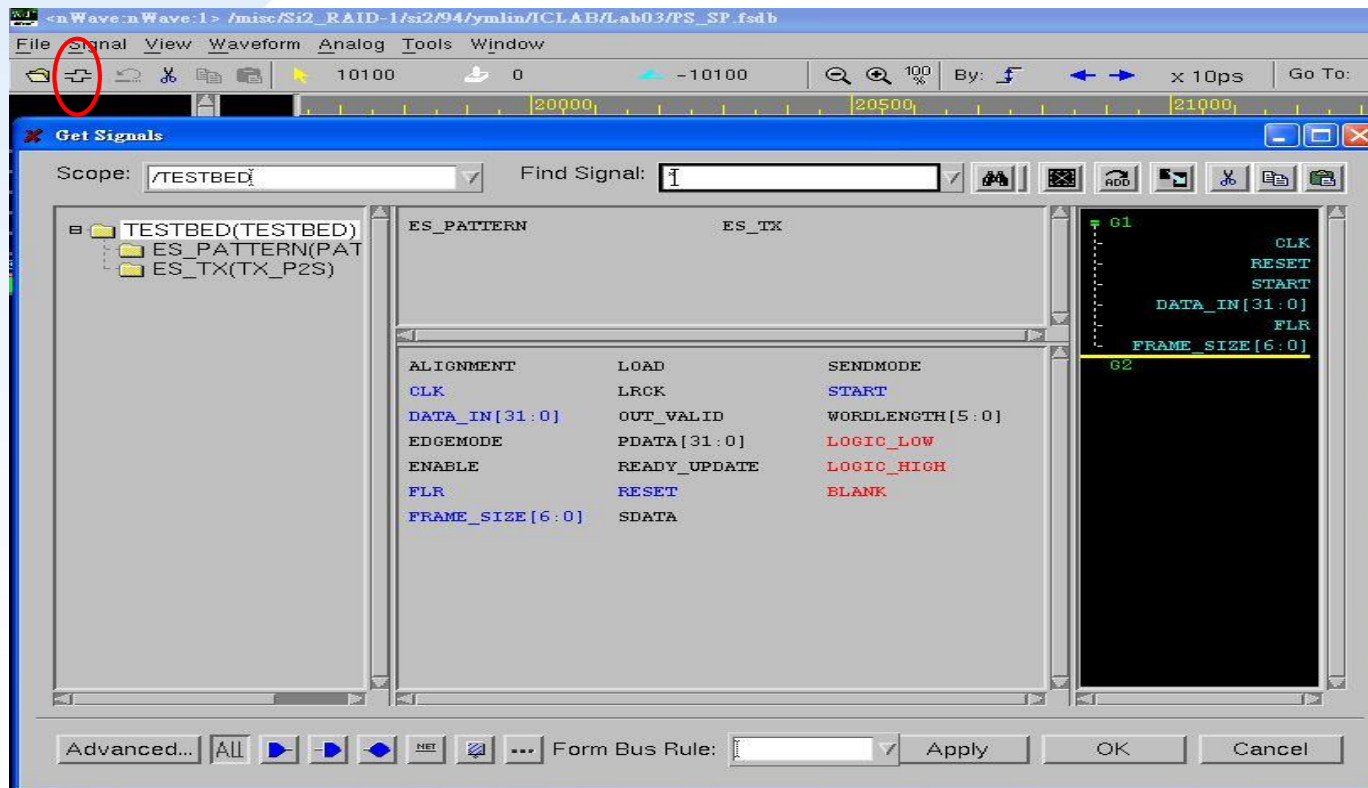 <nWave:nWave:1> /misc/Si2_RAID-1/si2/94/ymlin/ICLAB/Lab03/PS_SP.fsdb
File Signal View Waveform Analog Tools Window
10100 0 -10100 100% By: x 10ps Go To:
20000 20500 21000
Get Signals
Scope: /TESTBED Find Signal: ADD
TESTBED(TESTBED)
ES_PATTERN(PAT
ES_TX(TX_P2S)
ES_PATTERN ES_TX
ALIGNMENT LOAD SENDMODE
CLK LRCK START
DATA_IN[31:0] OUT_VALID WORDLENGTH[5:0]
EDGEMODE PDATA[31:0] LOGIC_LOW
ENABLE READY_UPDATE LOGIC_HIGH
FLR RESET BLANK
FRAME_SIZE[6:0] SDATA
G1
CLK
RESET
START
DATA_IN[31:0]
FLR
FRAME_SIZE[6:0]
G2
Advanced... All NET ... Form Bus Rule: Apply OK Cancel